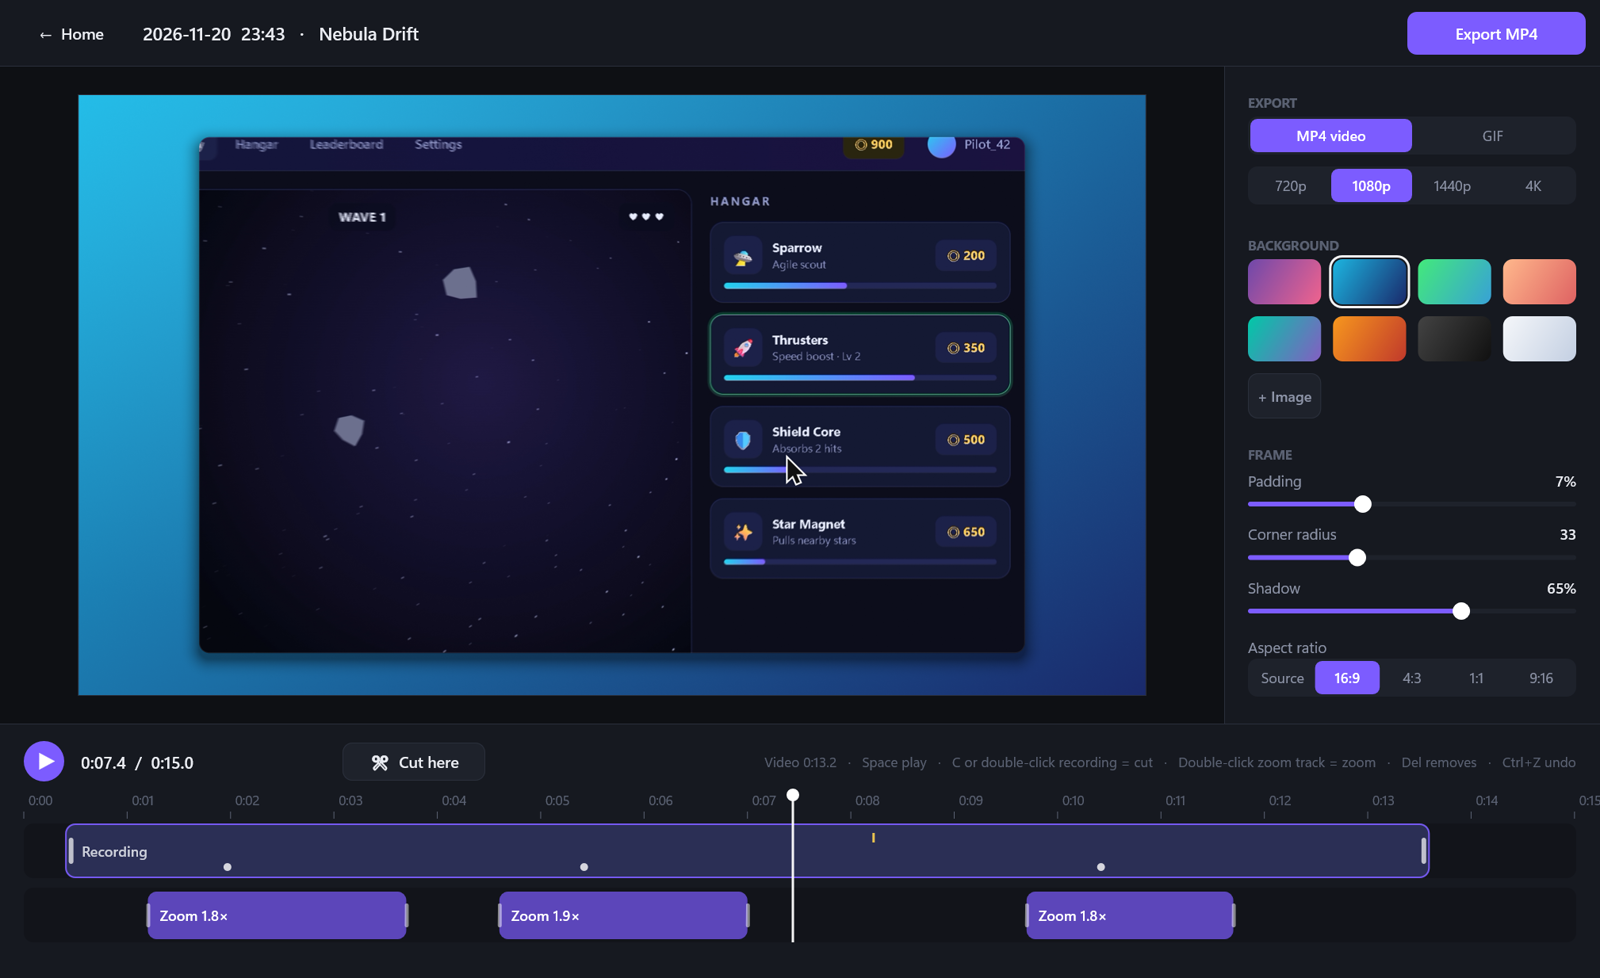 ← Home
2026-11-20 23:43 · Nebula Drift
Export MP4
Hangar
Leaderboard
Settings
900
Pilot_42
WAVE 1
HANGAR
Sparrow
Agile scout
200
Thrusters
Speed boost · Lv 2
350
Shield Core
Absorbs 2 hits
500
Star Magnet
Pulls nearby stars
650
EXPORT
MP4 video
GIF
720p
1080p
1440p
4K
BACKGROUND
+ Image
FRAME
Padding
7%
Corner radius
33
Shadow
65%
Aspect ratio
Source
16:9
4:3
1:1
9:16
0:07.4 / 0:15.0
Cut here
Video 0:13.2 · Space play · C or double-click recording = cut · Double-click zoom track = zoom · Del removes · Ctrl+Z undo
0:00
0:01
0:02
0:03
0:04
0:05
0:06
0:07
0:08
0:09
0:10
0:11
0:12
0:13
0:14
0:15
Recording
Zoom 1.8×
Zoom 1.9×
Zoom 1.8×